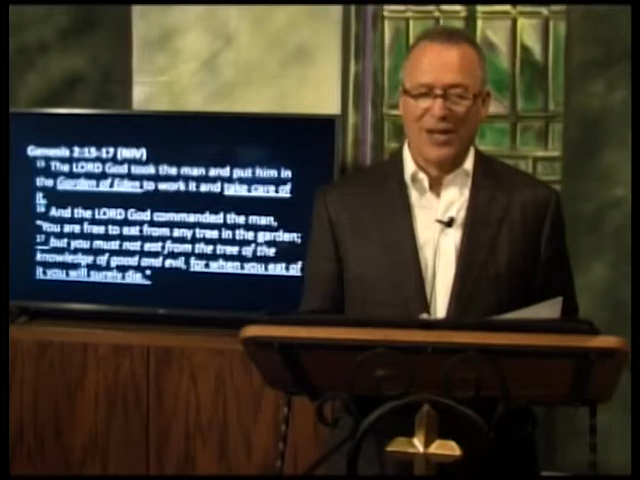 Genesis 2:15-17 (NIV)
15 The LORD God took the man and put him in
the Garden of Eden to work it and take care of
it.
16 And the LORD God commanded the man,
"You are free to eat from any tree in the garden;
17 but you must not eat from the tree of the
knowledge of good and evil, for when you eat of
it you will surely die."